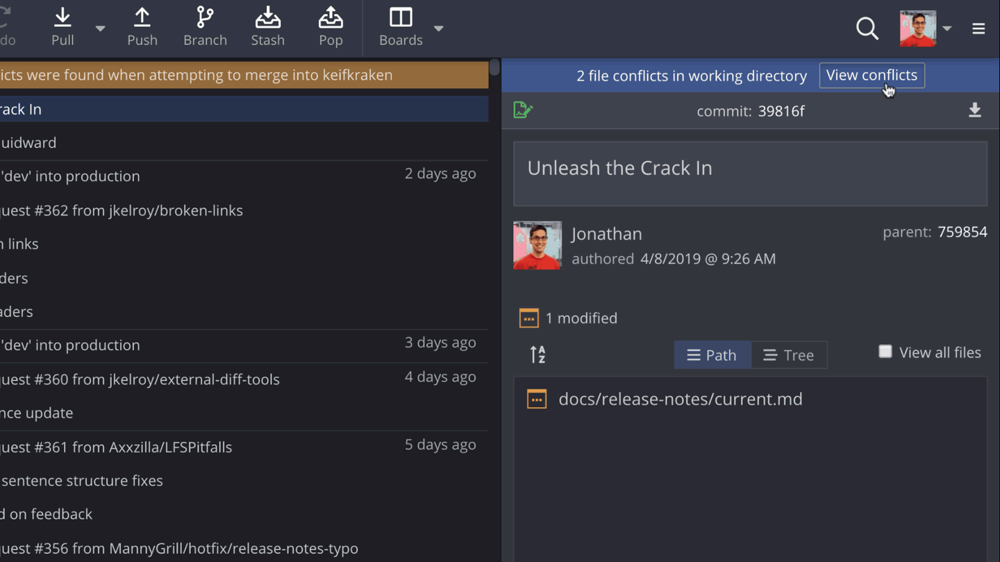 do
Pull
Push
Branch
Stash
Pop
Boards
icts were found when attempting to merge into keifkraken
rack In
uidward
'dev' into production
2 days ago
uest #362 from jkelroy/broken-links
n links
ders
aders
'dev' into production
3 days ago
uest #360 from jkelroy/external-diff-tools
4 days ago
nce update
uest #361 from Axxzilla/LFSPitfalls
5 days ago
sentence structure fixes
d on feedback
uest #356 from MannyGrill/hotfix/release-notes-typo
2 file conflicts in working directory
View conflicts
commit: 39816f
Unleash the Crack In
Jonathan
parent: 759854
authored 4/8/2019 @ 9:26 AM
1 modified
A
Z
Path
Tree
View all files
docs/release-notes/current.md